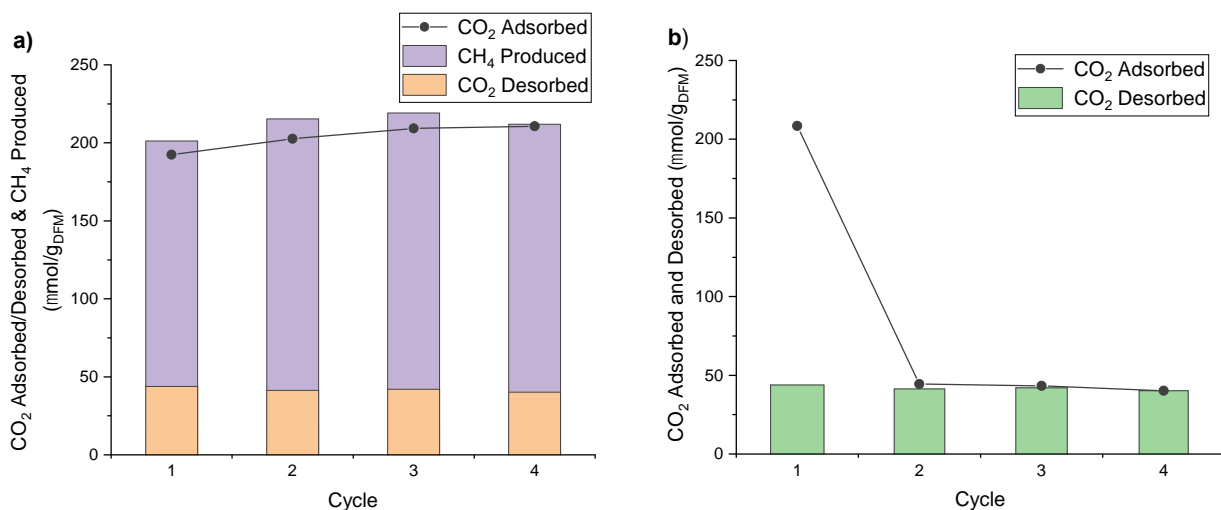 a)
CO₂ Adsorbed
CH₄ Produced
CO₂ Desorbed
CO₂ Adsorbed/Desorbed & CH₄ Produced
(mmol/g_DFM)
250
200
150
100
50
0
1 2 3 4
Cycle
b)
CO₂ Adsorbed
CO₂ Desorbed
CO₂ Adsorbed and Desorbed (mmol/g_DFM)
250
200
150
100
50
0
1 2 3 4
Cycle